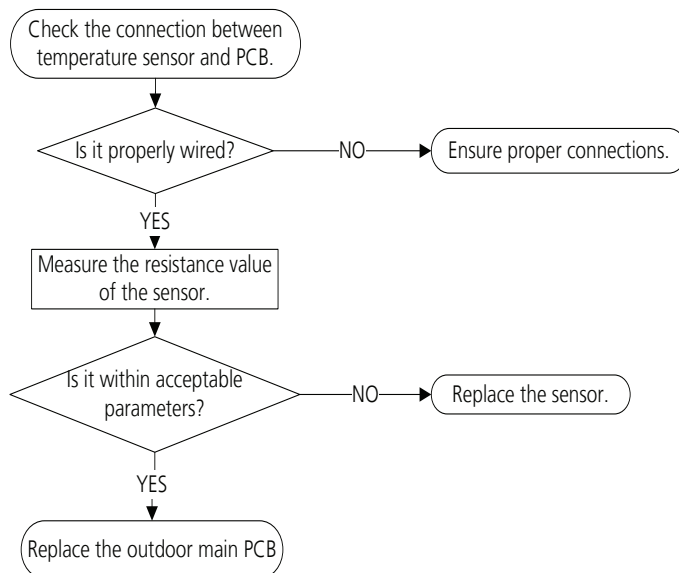 Check the connection between
temperature sensor and PCB.
Is it properly wired?
NO
Ensure proper connections.
YES
Measure the resistance value
of the sensor.
Is it within acceptable
parameters?
NO
Replace the sensor.
YES
Replace the outdoor main PCB